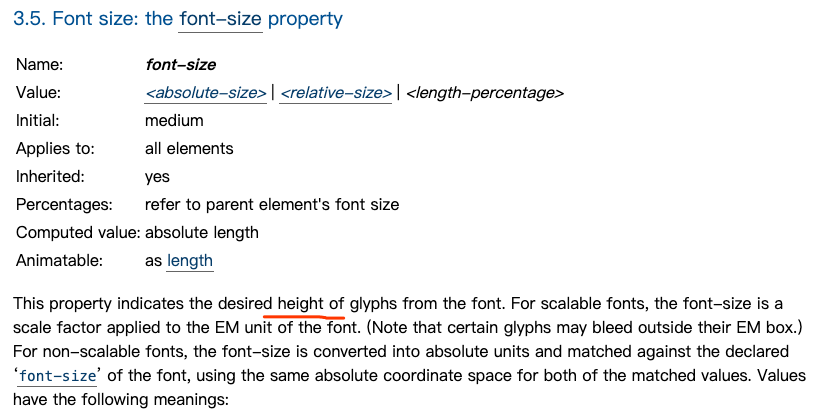 3.5. Font size: the font-size property
Name: font-size
Value: <absolute-size> | <relative-size> | <length-percentage>
Initial: medium
Applies to: all elements
Inherited: yes
Percentages: refer to parent element's font size
Computed value: absolute length
Animatable: as length
This property indicates the desired height of glyphs from the font. For scalable fonts, the font-size is a
scale factor applied to the EM unit of the font. (Note that certain glyphs may bleed outside their EM box.)
For non-scalable fonts, the font-size is converted into absolute units and matched against the declared
‘font-size’ of the font, using the same absolute coordinate space for both of the matched values. Values
have the following meanings: